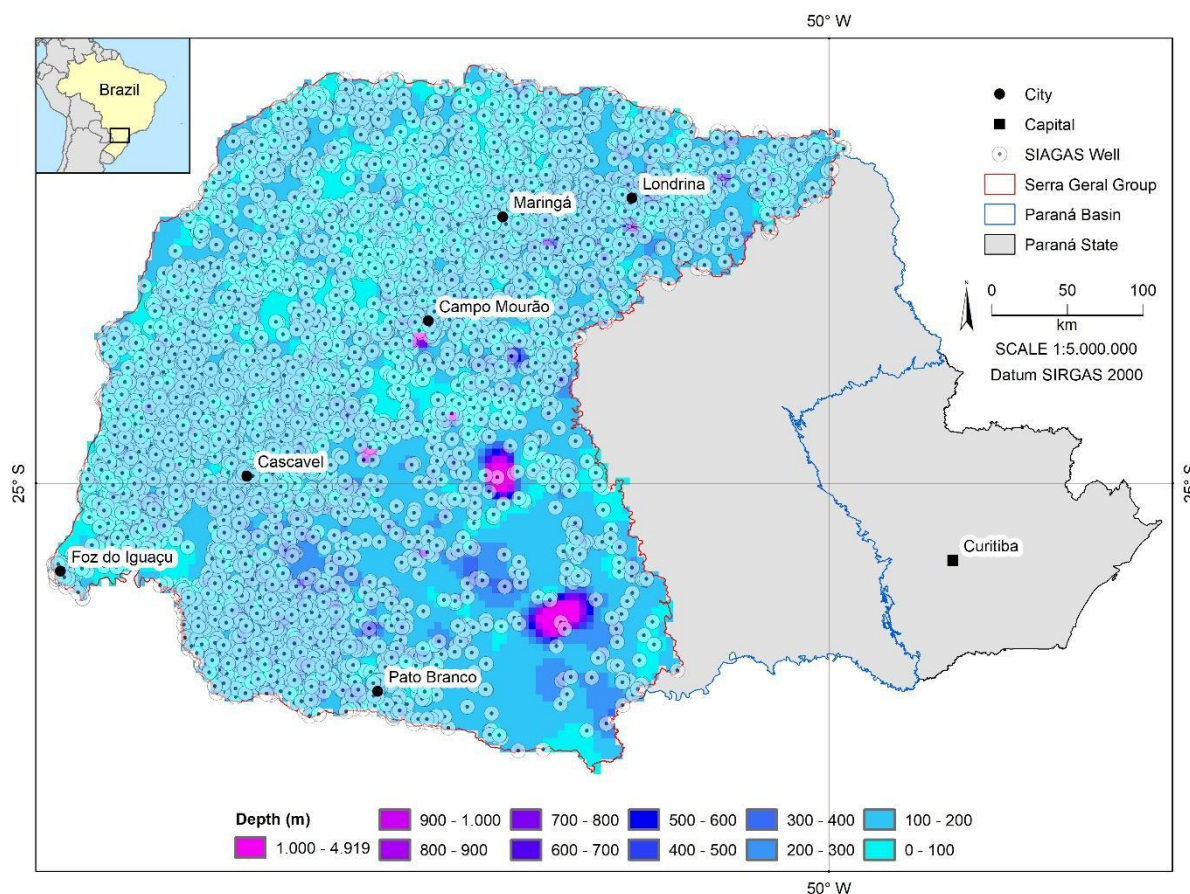 50° W
Brazil
City
Capital
SIAGAS Well
Serra Geral Group
Paraná Basin
Paraná State
N
0 50 100
km
SCALE 1:5.000.000
Datum SIRGAS 2000
Londrina
Maringá
Campo Mourão
Cascavel
25° S
25° S
Foz do Iguaçu
Curitiba
Pato Branco
Depth (m)
900 - 1.000
700 - 800
500 - 600
300 - 400
100 - 200
1.000 - 4.919
800 - 900
600 - 700
400 - 500
200 - 300
0 - 100
50° W